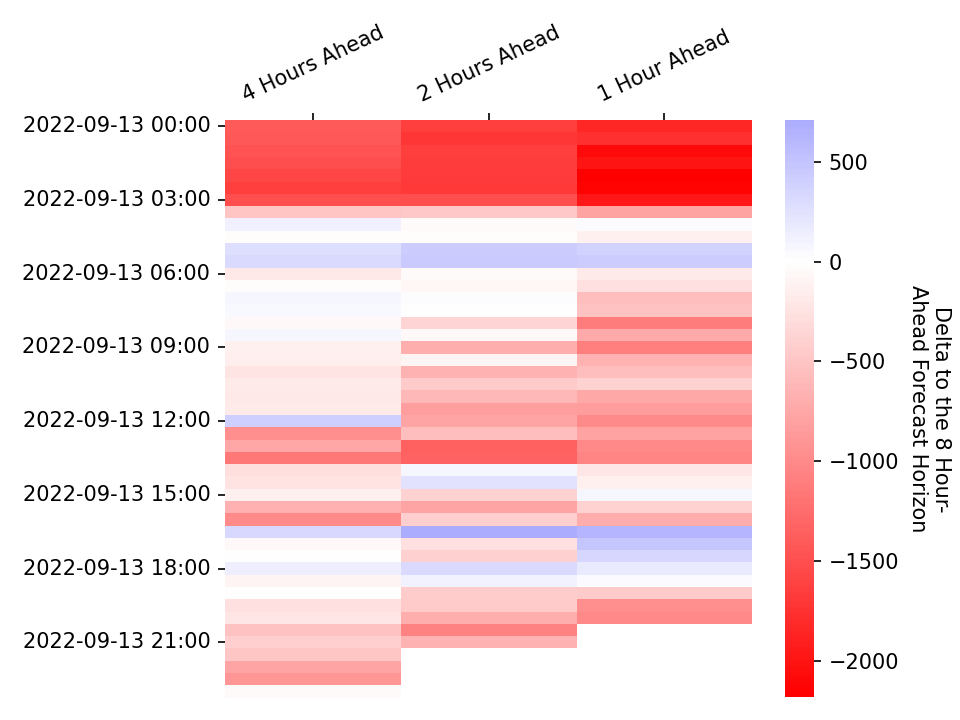 4 Hours Ahead
2 Hours Ahead
1 Hour Ahead
2022-09-13 00:00
2022-09-13 03:00
2022-09-13 06:00
2022-09-13 09:00
2022-09-13 12:00
2022-09-13 15:00
2022-09-13 18:00
2022-09-13 21:00
500
0
−500
−1000
−1500
−2000
Delta to the 8 Hour-
Ahead Forecast Horizon